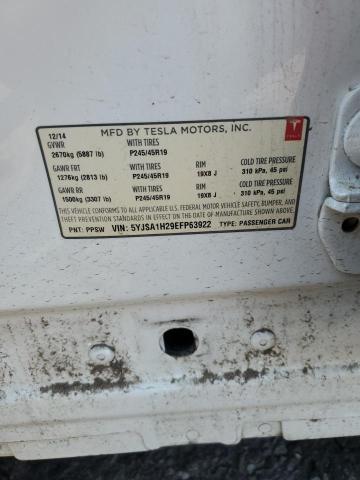 12/14
MFD BY TESLA MOTORS, INC.
GVWR WITH TIRES
2670kg (5887 lb) P245/45R19
GAWR FRT WITH TIRES RIM COLD TIRE PRESSURE
1276kg (2813 lb) P245/45R19 19X8 J 310 kPa, 45 psi
GAWR RR WITH TIRES RIM COLD TIRE PRESSURE
1500kg (3307 lb) P245/45R19 19X8 J 310 kPa, 45 psi
THIS VEHICLE CONFORMS TO ALL APPLICABLE U.S. FEDERAL MOTOR VEHICLE SAFETY, BUMPER, AND
THEFT PREVENTION STANDARDS IN EFFECT ON THE DATE OF MANUFACTURE SHOWN ABOVE.
PNT: PPSW VIN: 5YJSA1H29EFP63922 TYPE: PASSENGER CAR
TESLA